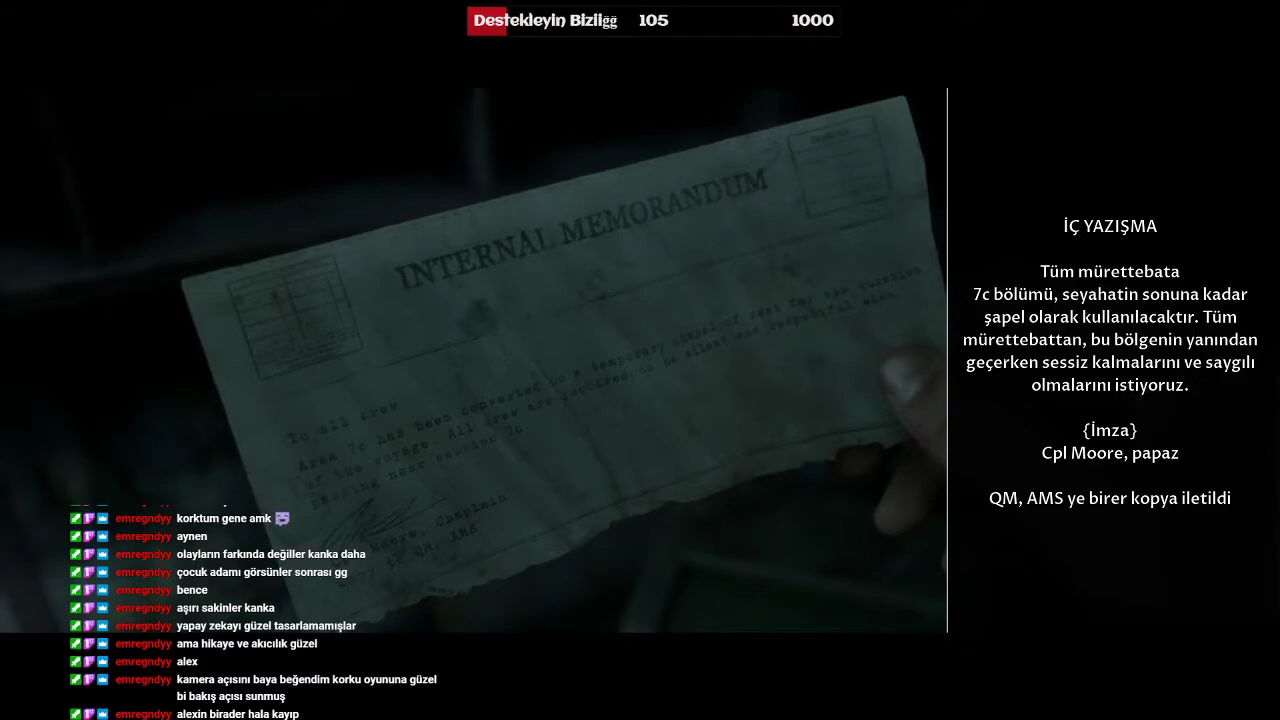 Destekleyin Bizliğğ 105 1000
INTERNAL MEMORANDUM
To all crew
Area 7c has been converted to a temporary chapel of rest for the duration
of the voyage. All crew are required to be silent and respectful when
passing near section 7c.
Moore, Chaplain
QM, AMS
İÇ YAZIŞMA
Tüm mürettebata
7c bölümü, seyahatin sonuna kadar
şapel olarak kullanılacaktır. Tüm
mürettebattan, bu bölgenin yanından
geçerken sessiz kalmalarını ve saygılı
olmalarını istiyoruz.
{İmza}
Cpl Moore, papaz
QM, AMS ye birer kopya iletildi
emregndyy korktum gene amk
emregndyy aynen
emregndyy olayların farkında değiller kanka daha
emregndyy çocuk adamı görsünler sonrası gg
emregndyy bence
emregndyy aşırı sakinler kanka
emregndyy yapay zekayı güzel tasarlamamışlar
emregndyy ama hikaye ve akıcılık güzel
emregndyy alex
emregndyy kamera açısını baya beğendim korku oyununa güzel
bi bakış açısı sunmuş
emregndyy alexin birader hala kayıp